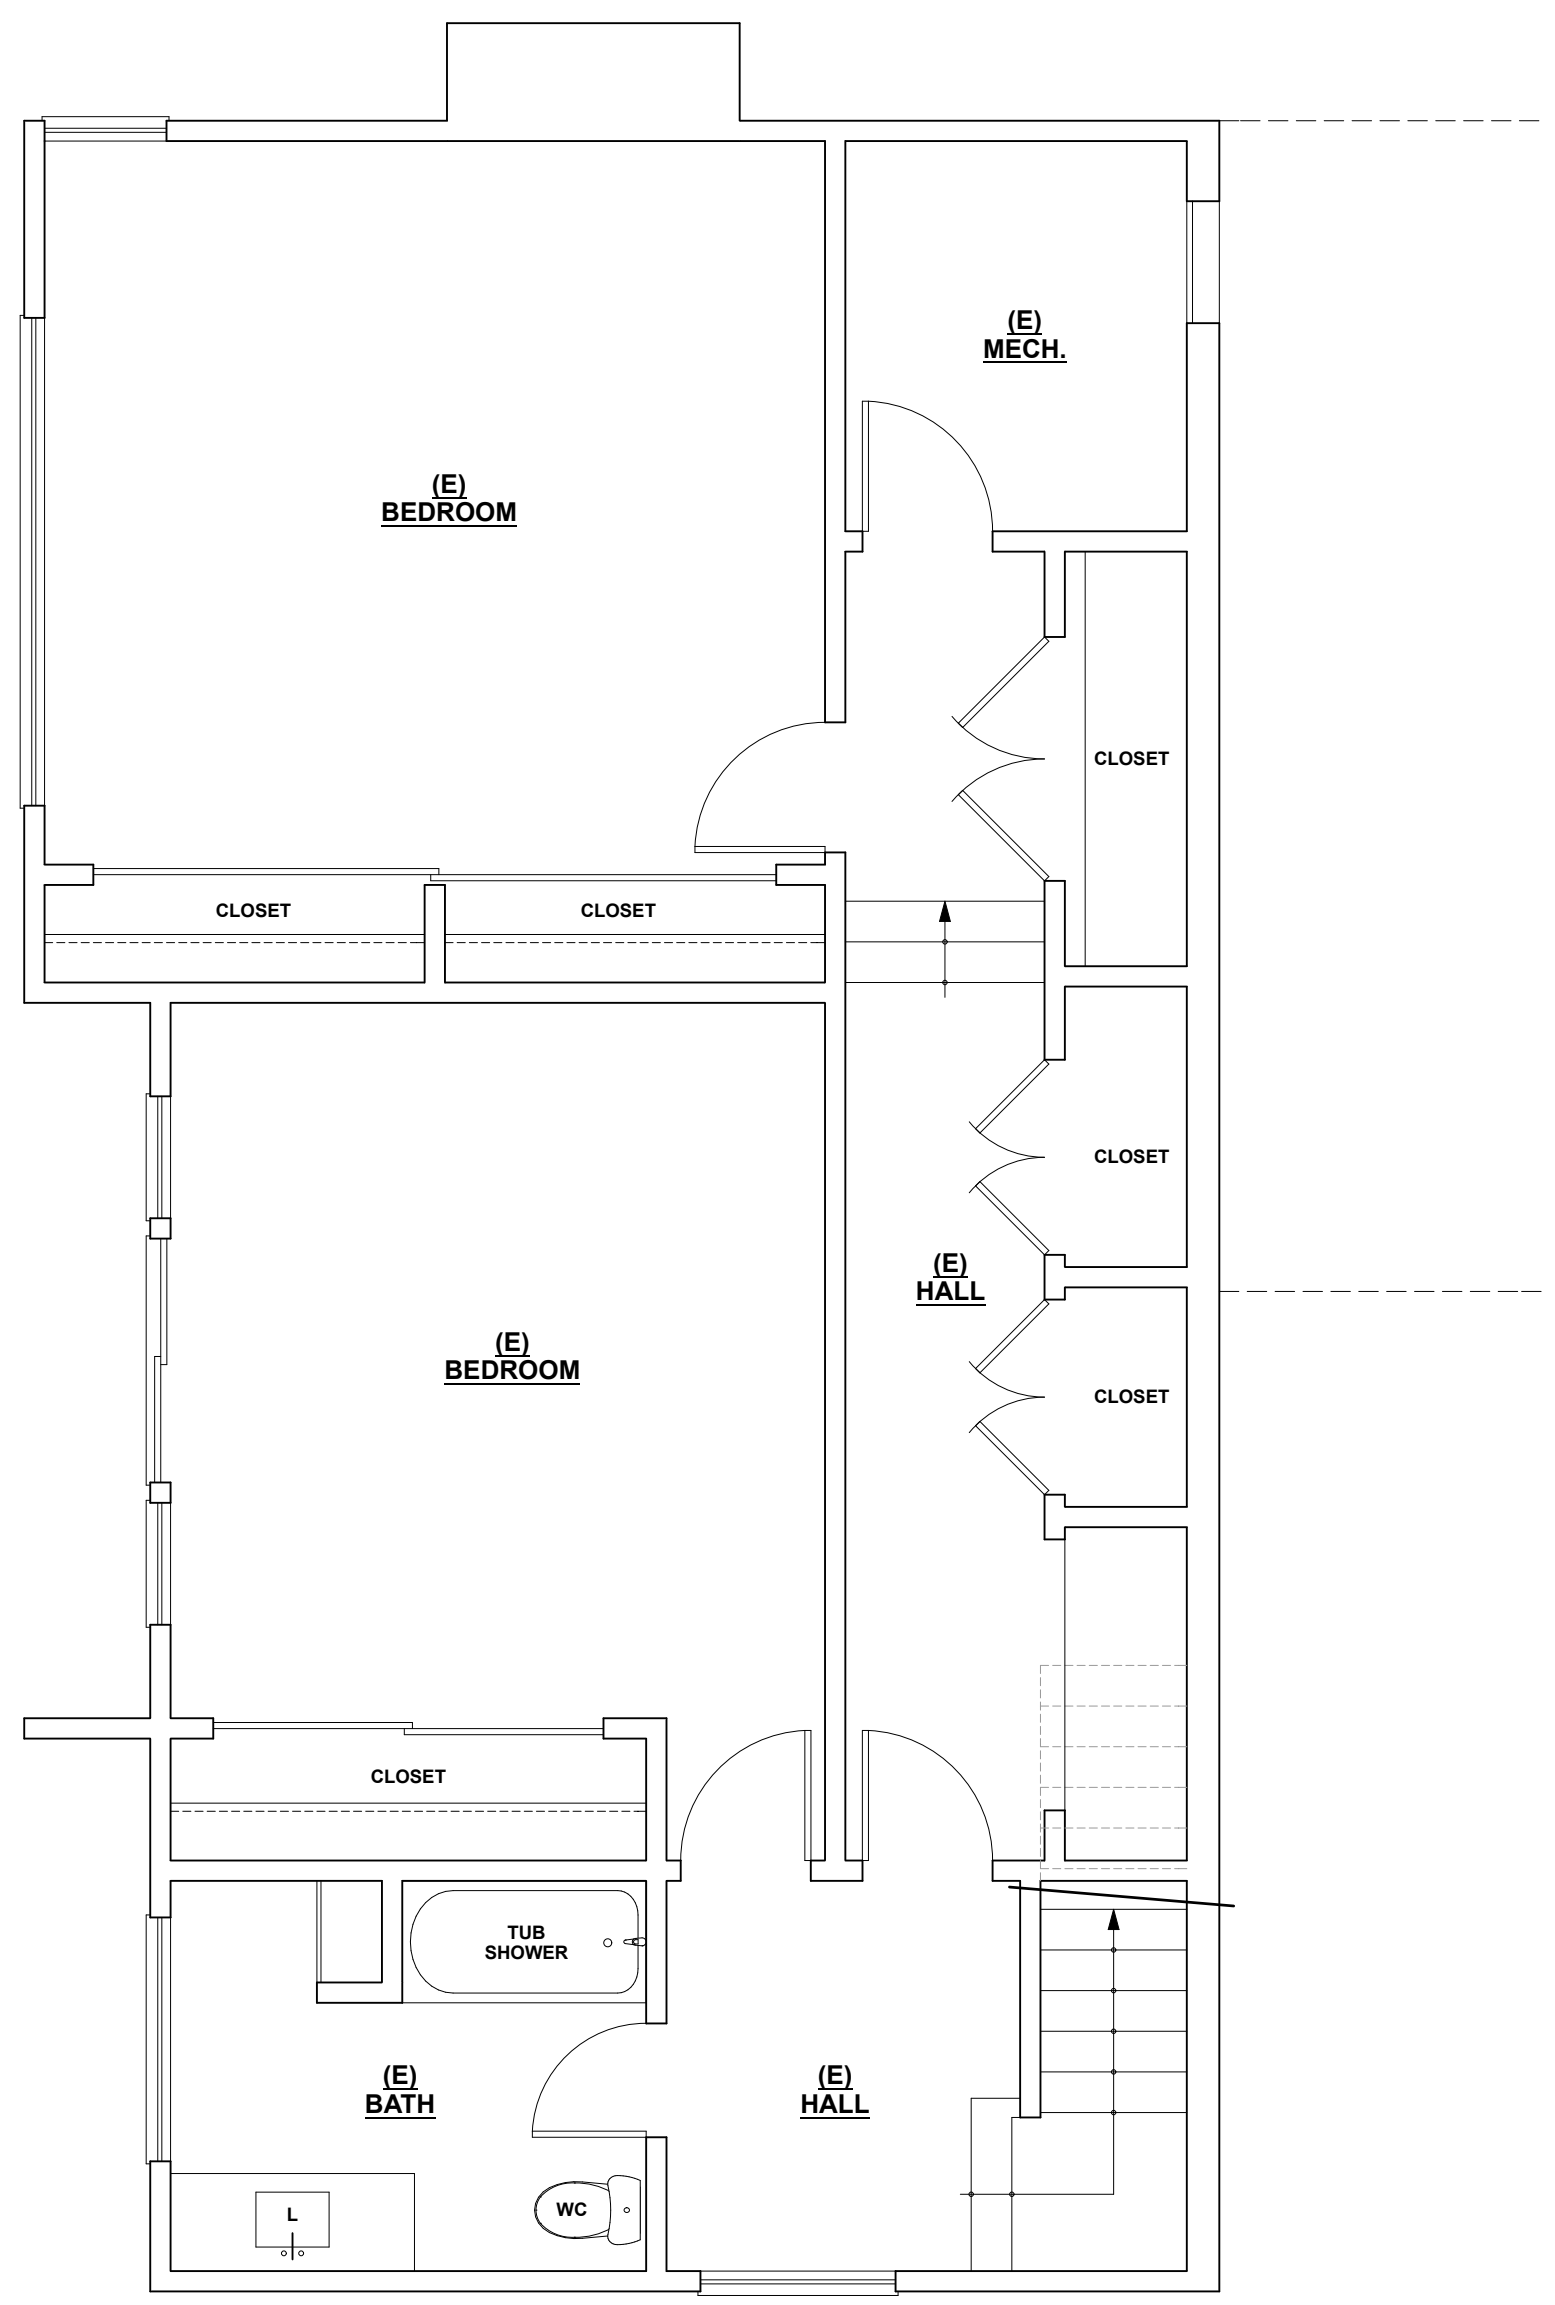 (E)
MECH.
(E)
BEDROOM
CLOSET
CLOSET
CLOSET
CLOSET
(E)
HALL
(E)
BEDROOM
CLOSET
CLOSET
TUB
SHOWER
(E)
BATH
(E)
HALL
WC
L